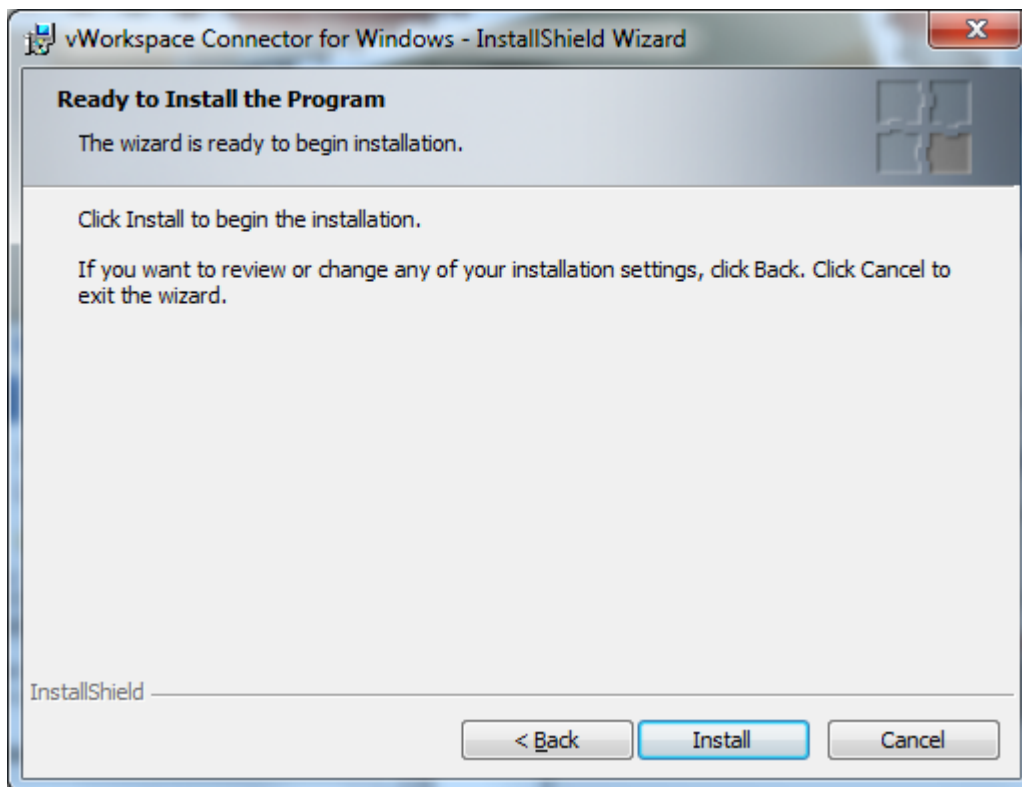 vWorkspace Connector for Windows - InstallShield Wizard
Ready to Install the Program
The wizard is ready to begin installation.
Click Install to begin the installation.
If you want to review or change any of your installation settings, click Back. Click Cancel to
exit the wizard.
InstallShield
< Back
Install
Cancel